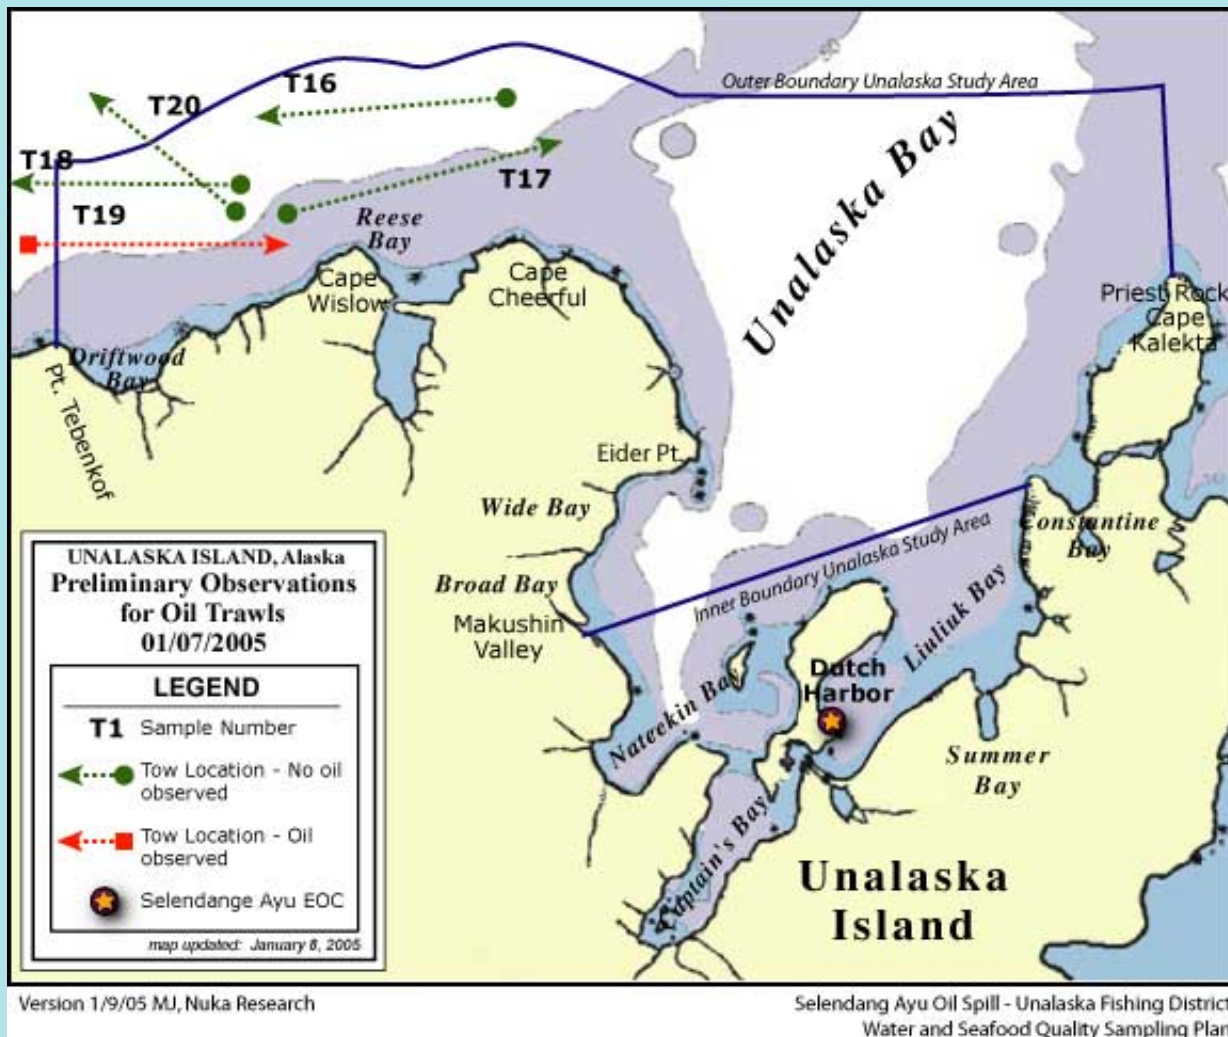 Outer Boundary Unalaska Study Area
T16
T20
T18
T17
T19
Unalaska Bay
Reese
Bay
Cape
Wislow
Cape
Cheerful
Priest Rock
Cape
Kalekta
Driftwood
Bay
Pt. Tebenkof
Eider Pt.
Wide Bay
Constantine
Bay
Inner Boundary Unalaska Study Area
Broad Bay
Makushin
Valley
Liuliuk Bay
Dutch
Harbor
Nateekin Bay
Summer
Bay
Captain's Bay
Unalaska
Island
UNALASKA ISLAND, Alaska
Preliminary Observations
for Oil Trawls
01/07/2005
LEGEND
T1 Sample Number
Tow Location - No oil
observed
Tow Location - Oil
observed
Selendange Ayu EOC
map updated: January 8, 2005
Version 1/9/05 MJ, Nuka Research
Selendang Ayu Oil Spill - Unalaska Fishing District
Water and Seafood Quality Sampling Plan